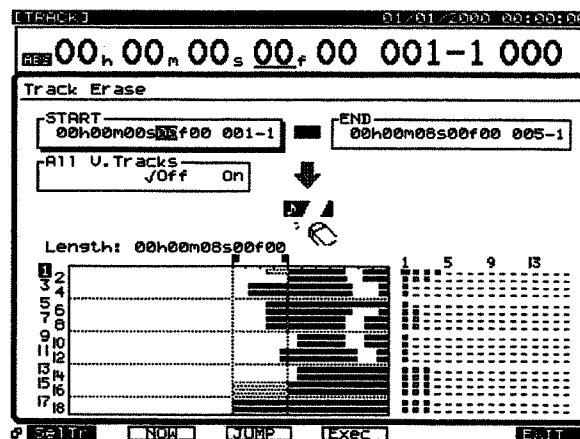 [TRACK] 01/01/2000 00:00:00
ABS 00h 00m 00s 00f 00 001-1 000
Track Erase
START
00h00m00s00f00 001-1
END
00h00m08s00f00 005-1
All V.Tracks
√Off On
Length: 00h00m08s00f00
1 5 9 13
1
2
3
4
5
6
7
8
9
10
11
12
13
14
15
16
17
18
SelTr NOW JUMP Exec EXIT